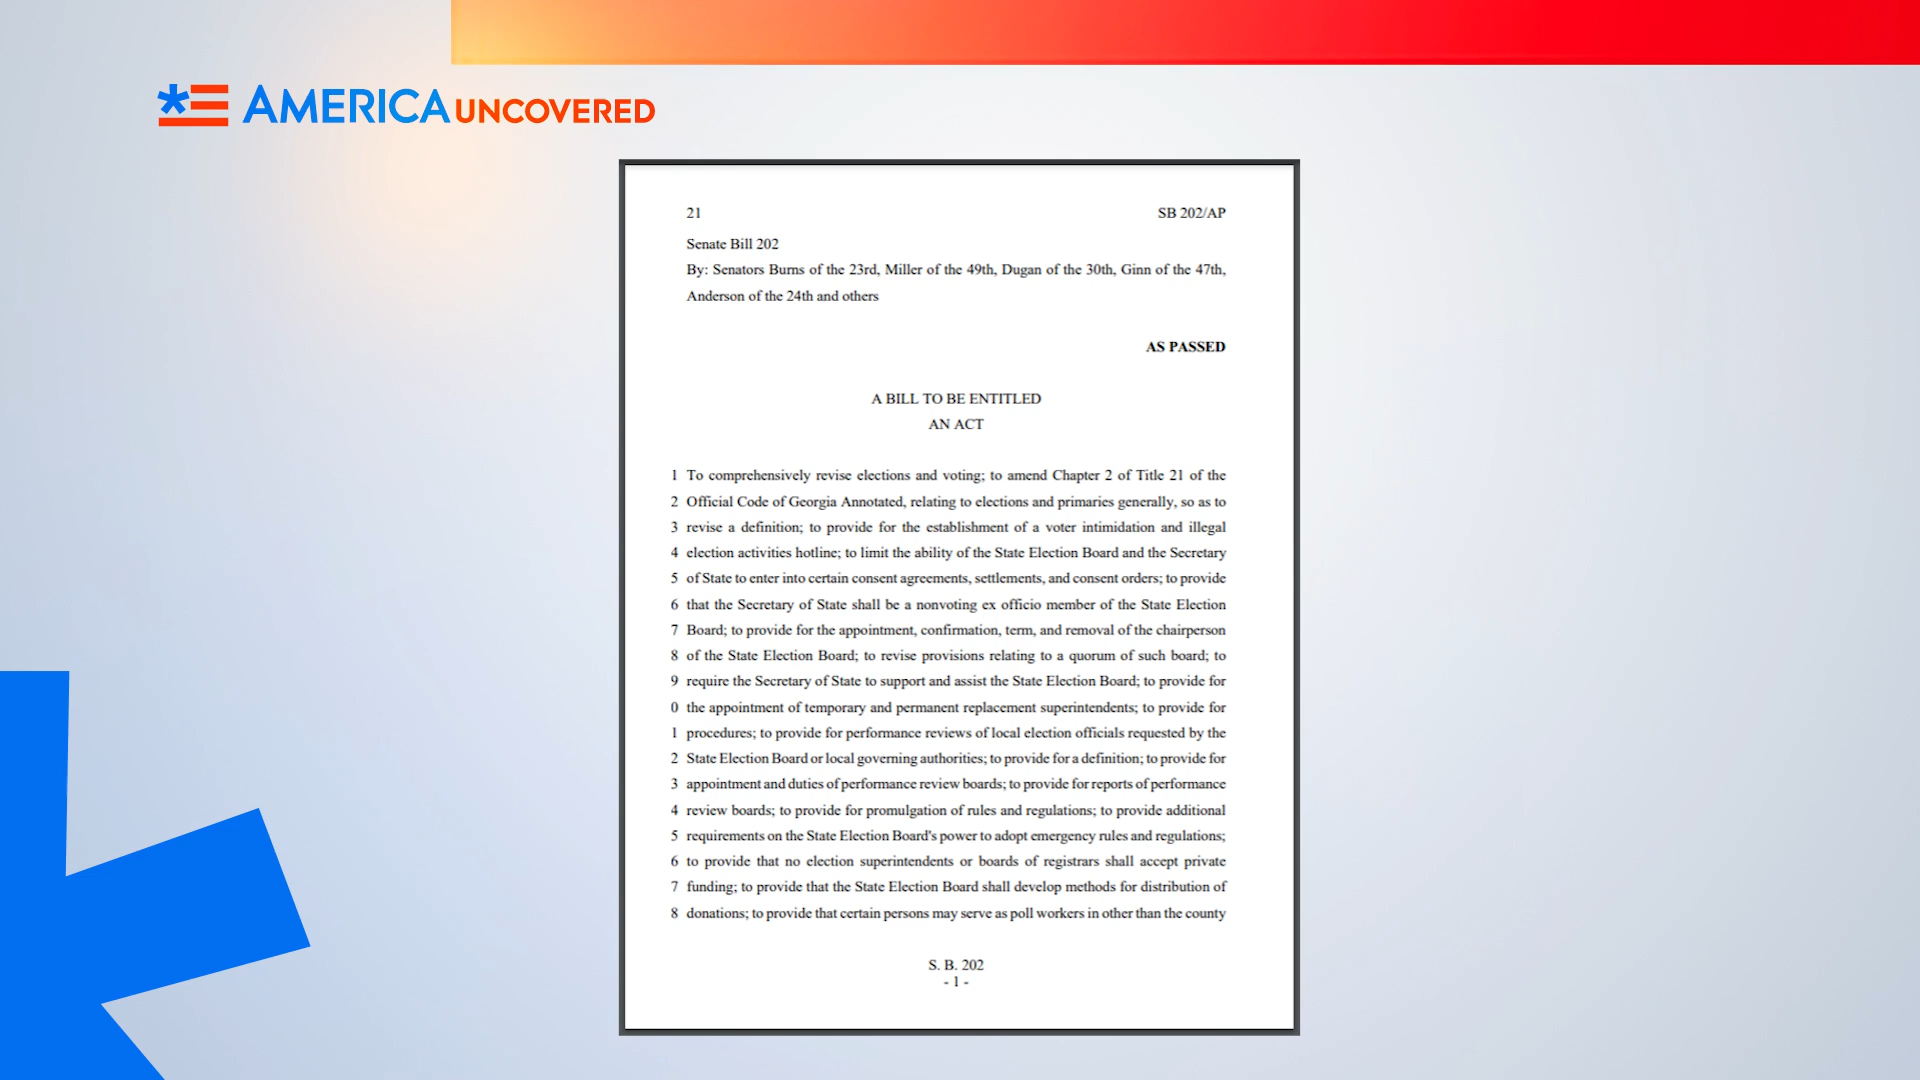 AMERICA UNCOVERED
21 SB 202/AP
Senate Bill 202
By: Senators Burns of the 23rd, Miller of the 49th, Dugan of the 30th, Ginn of the 47th,
Anderson of the 24th and others
AS PASSED
A BILL TO BE ENTITLED
AN ACT
1 To comprehensively revise elections and voting; to amend Chapter 2 of Title 21 of the
2 Official Code of Georgia Annotated, relating to elections and primaries generally, so as to
3 revise a definition; to provide for the establishment of a voter intimidation and illegal
4 election activities hotline; to limit the ability of the State Election Board and the Secretary
5 of State to enter into certain consent agreements, settlements, and consent orders; to provide
6 that the Secretary of State shall be a nonvoting ex officio member of the State Election
7 Board; to provide for the appointment, confirmation, term, and removal of the chairperson
8 of the State Election Board; to revise provisions relating to a quorum of such board; to
9 require the Secretary of State to support and assist the State Election Board; to provide for
0 the appointment of temporary and permanent replacement superintendents; to provide for
1 procedures; to provide for performance reviews of local election officials requested by the
2 State Election Board or local governing authorities; to provide for a definition; to provide for
3 appointment and duties of performance review boards; to provide for reports of performance
4 review boards; to provide for promulgation of rules and regulations; to provide additional
5 requirements on the State Election Board's power to adopt emergency rules and regulations;
6 to provide that no election superintendents or boards of registrars shall accept private
7 funding; to provide that the State Election Board shall develop methods for distribution of
8 donations; to provide that certain persons may serve as poll workers in other than the county
S. B. 202
- 1 -